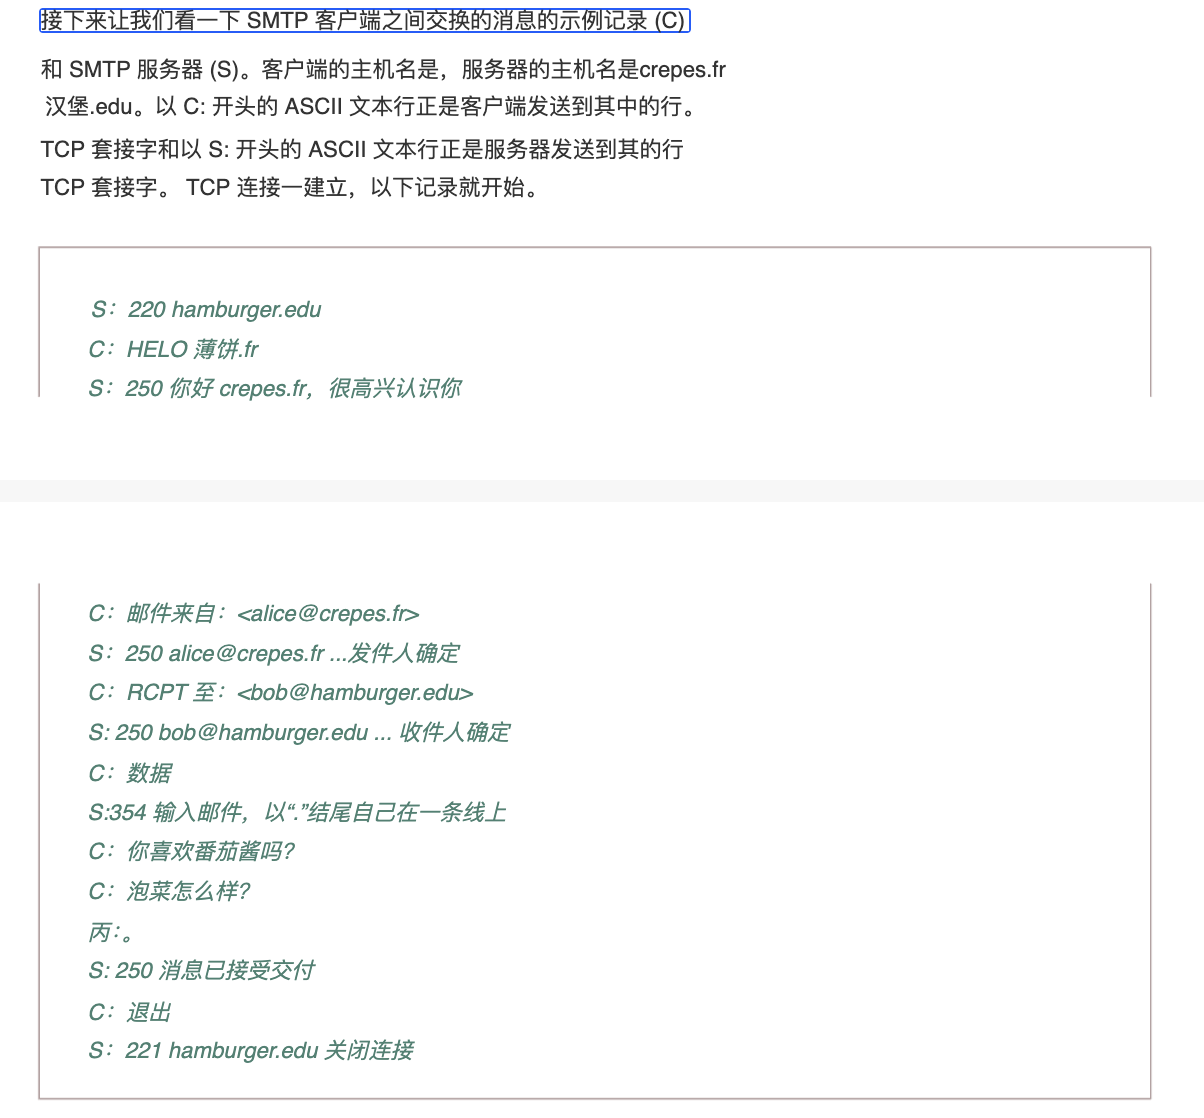 接下来让我们看一下 SMTP 客户端之间交换的消息的示例记录 (C)
和 SMTP 服务器 (S)。客户端的主机名是，服务器的主机名是crepes.fr
汉堡.edu。以 C: 开头的 ASCII 文本行正是客户端发送到其中的行。
TCP 套接字和以 S: 开头的 ASCII 文本行正是服务器发送到其的行
TCP 套接字。 TCP 连接一建立，以下记录就开始。
S：220 hamburger.edu
C：HELO 薄饼.fr
S：250 你好 crepes.fr，很高兴认识你
C：邮件来自：<alice@crepes.fr>
S：250 alice@crepes.fr ...发件人确定
C：RCPT 至：<bob@hamburger.edu>
S: 250 bob@hamburger.edu ... 收件人确定
C：数据
S:354 输入邮件，以“.”结尾自己在一条线上
C：你喜欢番茄酱吗?
C：泡菜怎么样?
丙：。
S: 250 消息已接受交付
C：退出
S：221 hamburger.edu 关闭连接